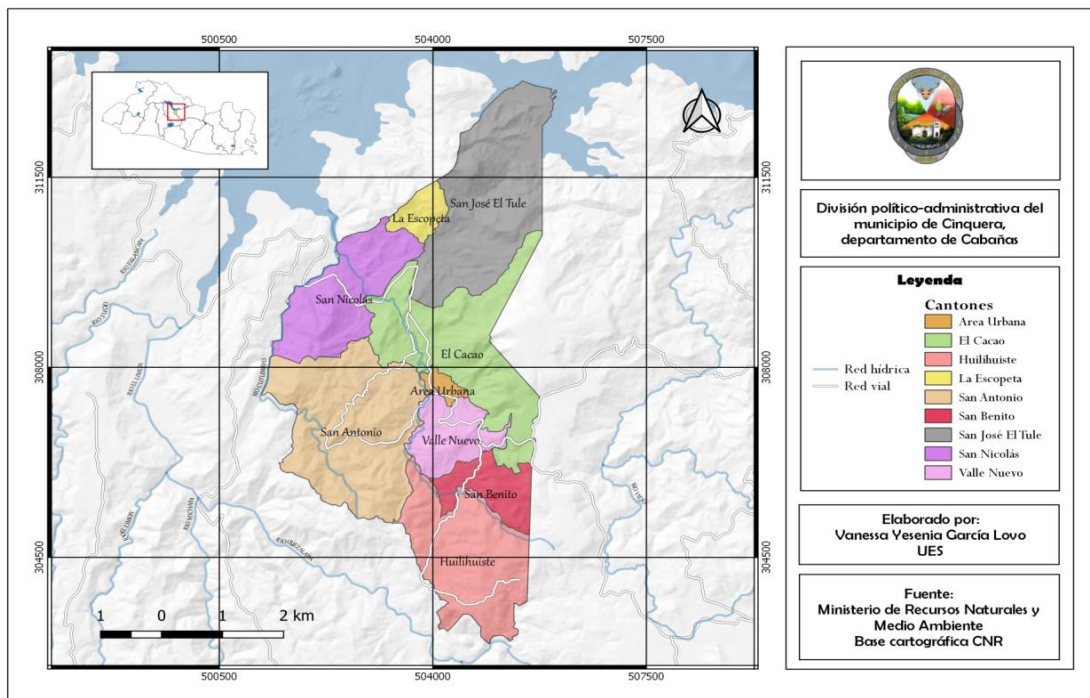 500500
504000
507500
311500
311500
La Escopeta
San José El Tule
San Nicolás
308000
308000
El Cacao
Area Urbana
San Antonio
Valle Nuevo
San Benito
304500
304500
Huilihuiste
1 0 1 2 km
500500
504000
507500
División político-administrativa del
municipio de Cinquera,
departamento de Cabañas
Leyenda
Cantones
Area Urbana
El Cacao
Huilihuiste
La Escopeta
San Antonio
San Benito
San José El Tule
San Nicolás
Valle Nuevo
Red hídrica
Red vial
Elaborado por:
Vanessa Yesenia García Lovo
UES
Fuente:
Ministerio de Recursos Naturales y
Medio Ambiente
Base cartográfica CNR